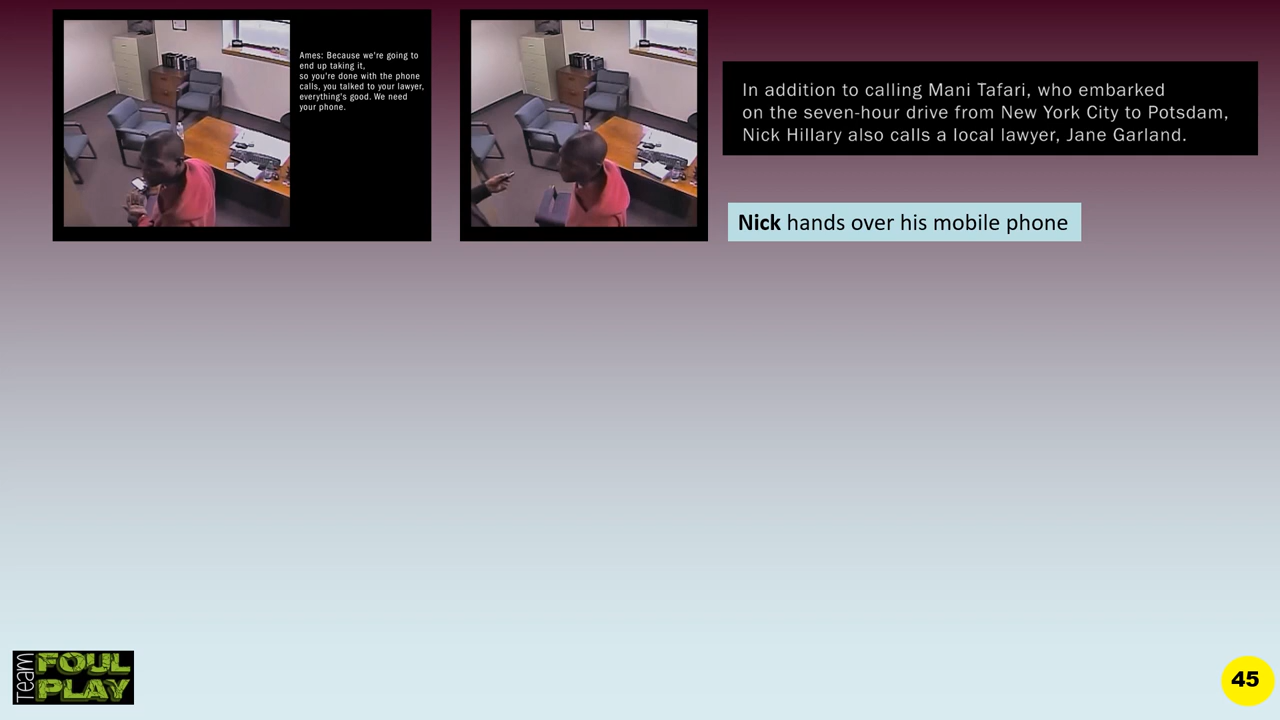 Ames: Because we're going to
end up taking it,
so you're done with the phone
calls, you talked to your lawyer,
everything's good. We need
your phone.
In addition to calling Mani Tafari, who embarked
on the seven-hour drive from New York City to Potsdam,
Nick Hillary also calls a local lawyer, Jane Garland.
Nick hands over his mobile phone
Team
FOUL
PLAY
45